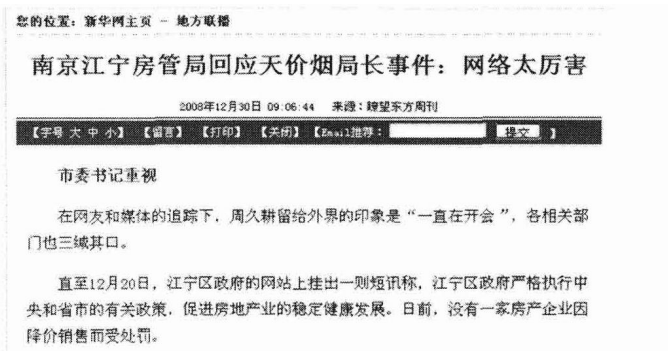 您的位置：新华网主页 - 地方联播
南京江宁房管局回应天价烟局长事件：网络太厉害
2008年12月30日 09:06:44 来源：瞭望东方周刊
【字号 大 中 小】 【留言】 【打印】 【关闭】 【Email推荐： 提交 】
市委书记重视
在网友和媒体的追踪下，周久耕留给外界的印象是“一直在开会”，各相关部
门也三缄其口。
直至12月20日，江宁区政府的网站上挂出一则短讯称，江宁区政府严格执行中
央和省市的有关政策，促进房地产业的稳定健康发展。日前，没有一家房产企业因
降价销售而受处罚。